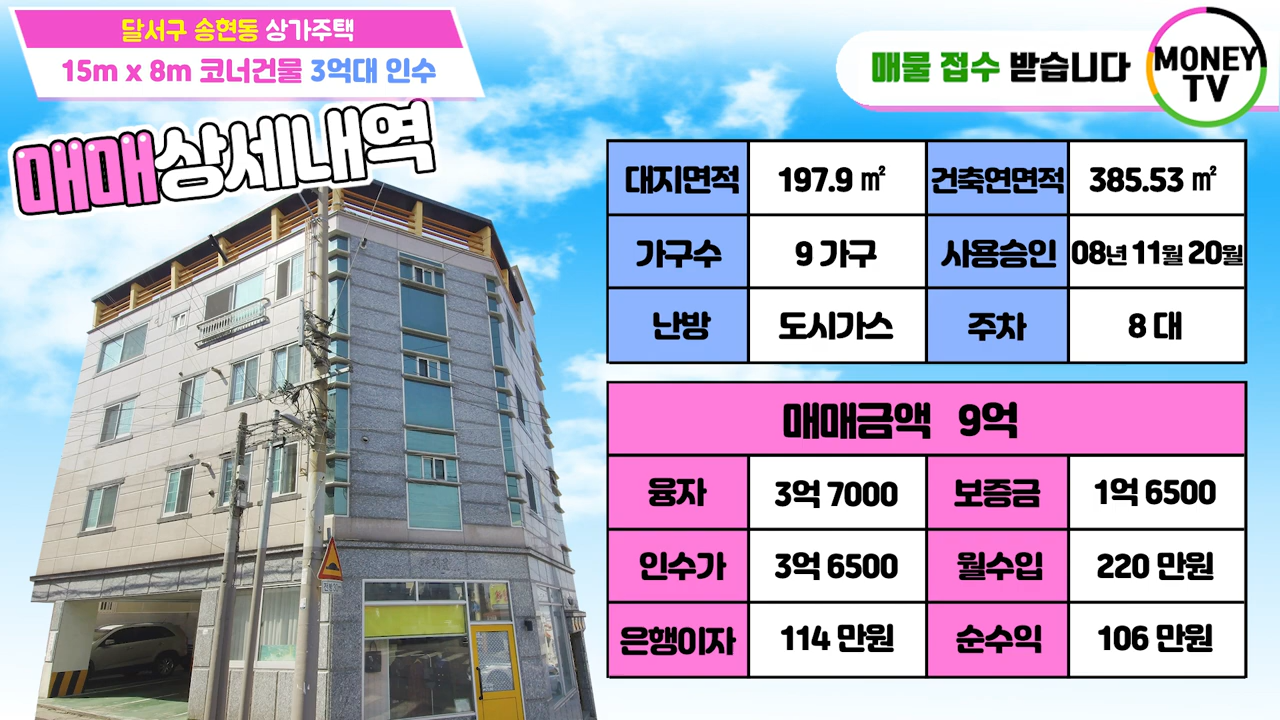 달서구 송현동 상가주택
15m x 8m 코너건물 3억대 인수
매물 접수 받습니다
MONEY
TV
매매상세내역
대지면적 197.9 ㎡ 건축연면적 385.53 ㎡
가구수 9 가구 사용승인 08년 11월 20월
난방 도시가스 주차 8 대
매매금액 9억
융자 3억 7000 보증금 1억 6500
인수가 3억 6500 월수입 220 만원
은행이자 114 만원 순수익 106 만원